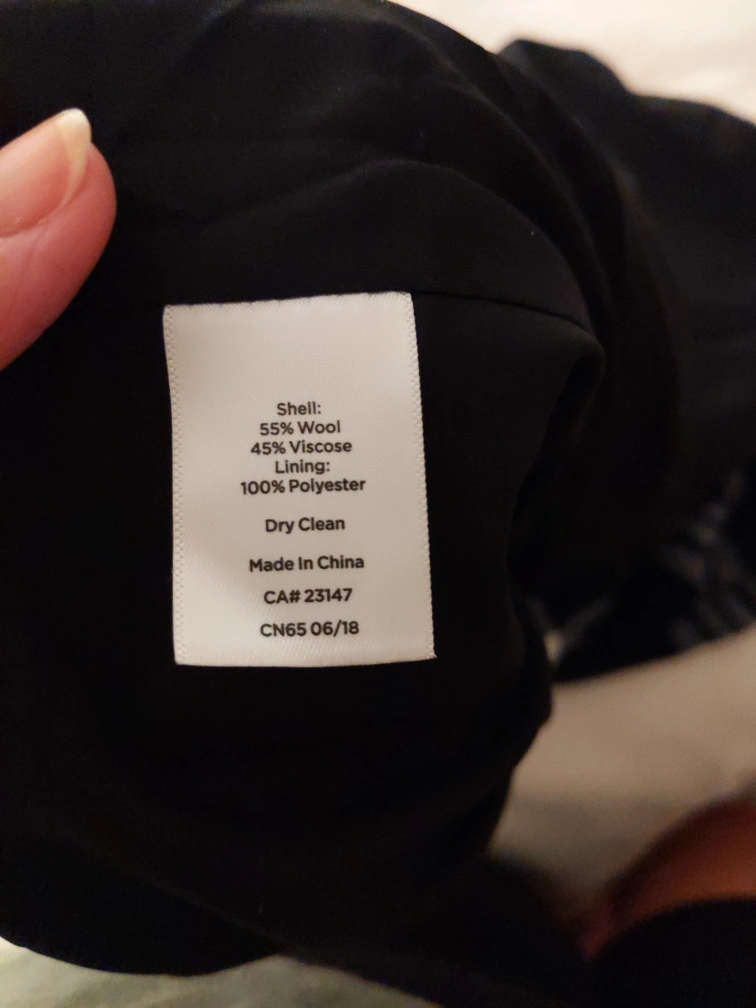 Shell:
55% Wool
45% Viscose
Lining:
100% Polyester
Dry Clean
Made In China
CA# 23147
CN65 06/18